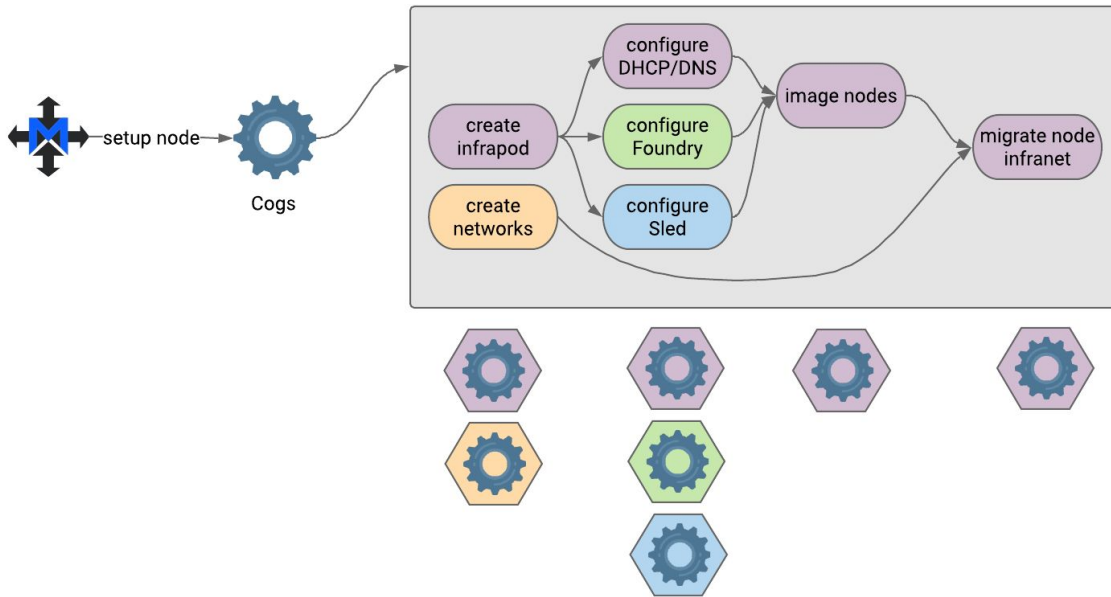 setup node
Cogs
create
infrapod
create
networks
configure
DHCP/DNS
configure
Foundry
configure
Sled
image nodes
migrate node
infranet